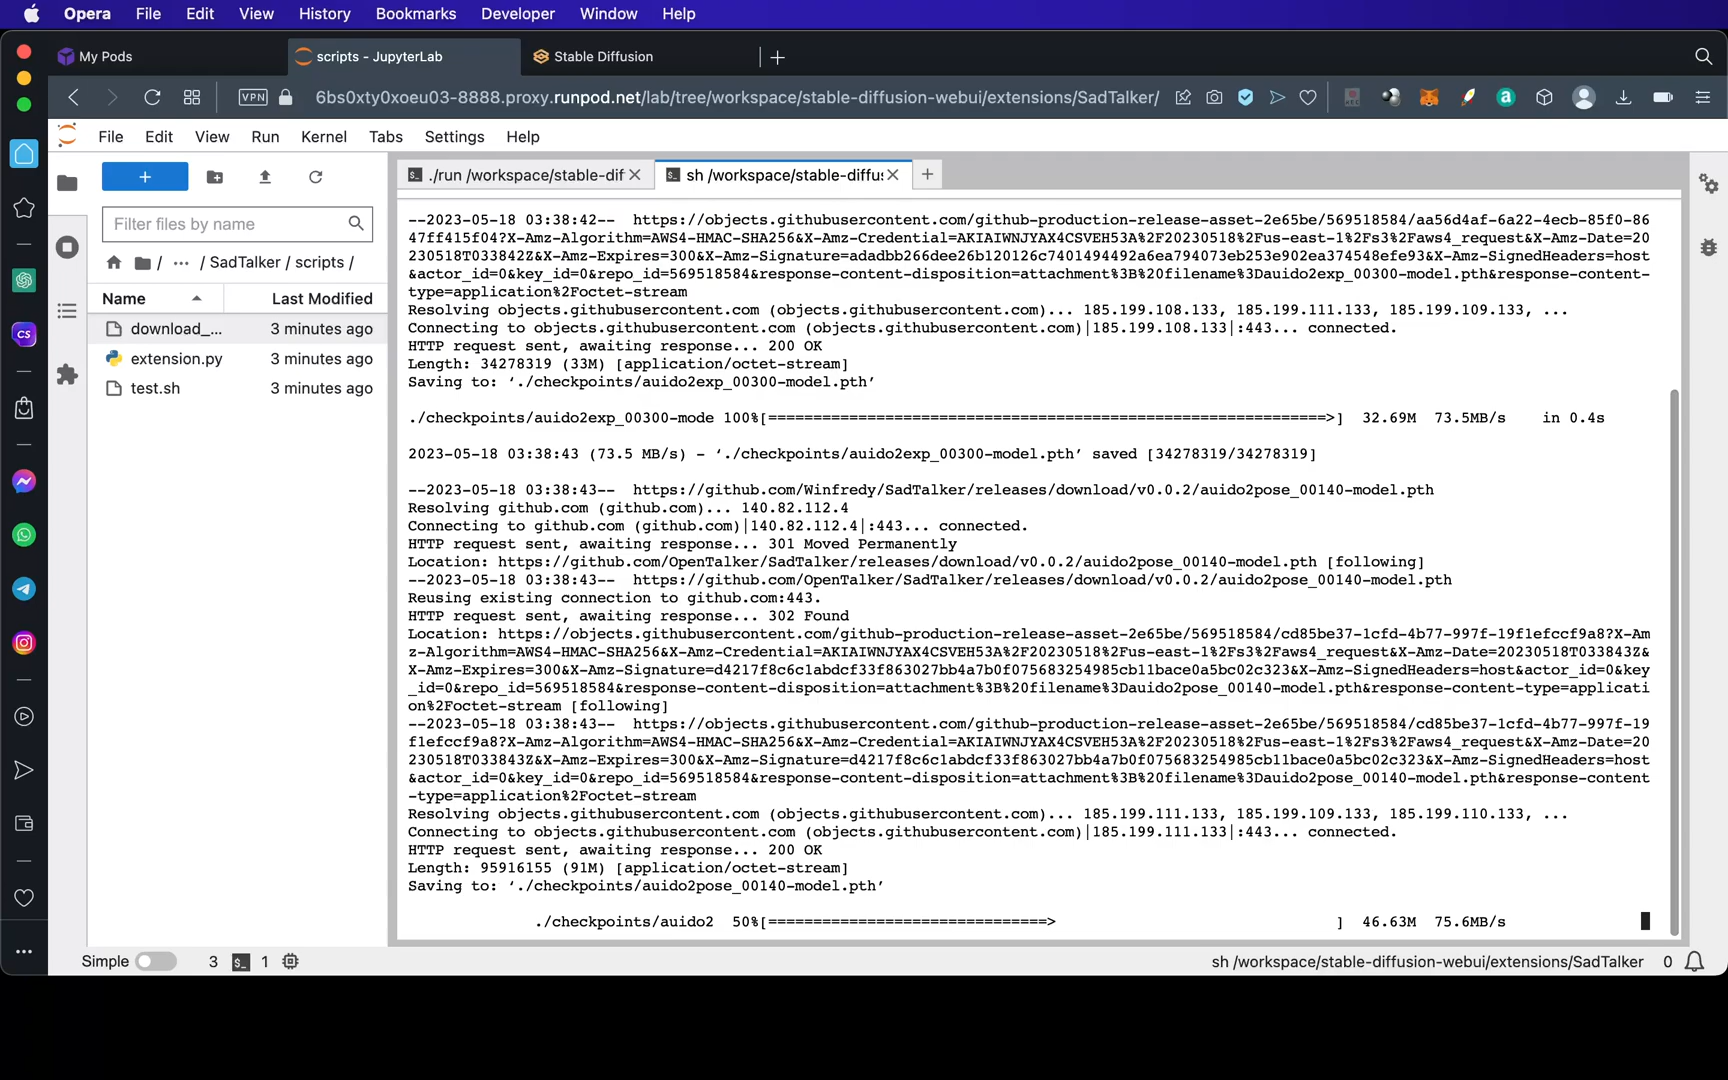 Opera File Edit View History Bookmarks Developer Window Help
My Pods
scripts - JupyterLab
Stable Diffusion
VPN
6bs0xty0xoeu03-8888.proxy.runpod.net/lab/tree/workspace/stable-diffusion-webui/extensions/SadTalker/
File Edit View Run Kernel Tabs Settings Help
./run /workspace/stable-dif
sh /workspace/stable-diffus
Filter files by name
/ ... / SadTalker / scripts /
Name Last Modified
download_... 3 minutes ago
extension.py 3 minutes ago
test.sh 3 minutes ago
--2023-05-18 03:38:42-- https://objects.githubusercontent.com/github-production-release-asset-2e65be/569518584/aa56d4af-6a22-4ecb-85f0-86
47ff415f04?X-Amz-Algorithm=AWS4-HMAC-SHA256&X-Amz-Credential=AKIAIWNJYAX4CSVEH53A%2F20230518%2Fus-east-1%2Fs3%2Faws4_request&X-Amz-Date=20
230518T033842Z&X-Amz-Expires=300&X-Amz-Signature=adadbb266dee26b120126c7401494492a6ea794073eb253e902ea374548efe93&X-Amz-SignedHeaders=host
&actor_id=0&key_id=0&repo_id=569518584&response-content-disposition=attachment%3B%20filename%3Dauido2exp_00300-model.pth&response-content-
type=application%2Foctet-stream
Resolving objects.githubusercontent.com (objects.githubusercontent.com)... 185.199.108.133, 185.199.111.133, 185.199.109.133, ...
Connecting to objects.githubusercontent.com (objects.githubusercontent.com)|185.199.108.133|:443... connected.
HTTP request sent, awaiting response... 200 OK
Length: 34278319 (33M) [application/octet-stream]
Saving to: ‘./checkpoints/auido2exp_00300-model.pth’
./checkpoints/auido2exp_00300-mode 100%[==============================================================>] 32.69M 73.5MB/s in 0.4s
2023-05-18 03:38:43 (73.5 MB/s) - ‘./checkpoints/auido2exp_00300-model.pth’ saved [34278319/34278319]
--2023-05-18 03:38:43-- https://github.com/Winfredy/SadTalker/releases/download/v0.0.2/auido2pose_00140-model.pth
Resolving github.com (github.com)... 140.82.112.4
Connecting to github.com (github.com)|140.82.112.4|:443... connected.
HTTP request sent, awaiting response... 301 Moved Permanently
Location: https://github.com/OpenTalker/SadTalker/releases/download/v0.0.2/auido2pose_00140-model.pth [following]
--2023-05-18 03:38:43-- https://github.com/OpenTalker/SadTalker/releases/download/v0.0.2/auido2pose_00140-model.pth
Reusing existing connection to github.com:443.
HTTP request sent, awaiting response... 302 Found
Location: https://objects.githubusercontent.com/github-production-release-asset-2e65be/569518584/cd85be37-1cfd-4b77-997f-19f1efccf9a8?X-Am
z-Algorithm=AWS4-HMAC-SHA256&X-Amz-Credential=AKIAIWNJYAX4CSVEH53A%2F20230518%2Fus-east-1%2Fs3%2Faws4_request&X-Amz-Date=20230518T033843Z&
X-Amz-Expires=300&X-Amz-Signature=d4217f8c6c1abdcf33f863027bb4a7b0f075683254985cb11bace0a5bc02c323&X-Amz-SignedHeaders=host&actor_id=0&key
_id=0&repo_id=569518584&response-content-disposition=attachment%3B%20filename%3Dauido2pose_00140-model.pth&response-content-type=applicati
on%2Foctet-stream [following]
--2023-05-18 03:38:43-- https://objects.githubusercontent.com/github-production-release-asset-2e65be/569518584/cd85be37-1cfd-4b77-997f-19
f1efccf9a8?X-Amz-Algorithm=AWS4-HMAC-SHA256&X-Amz-Credential=AKIAIWNJYAX4CSVEH53A%2F20230518%2Fus-east-1%2Fs3%2Faws4_request&X-Amz-Date=20
230518T033843Z&X-Amz-Expires=300&X-Amz-Signature=d4217f8c6c1abdcf33f863027bb4a7b0f075683254985cb11bace0a5bc02c323&X-Amz-SignedHeaders=host
&actor_id=0&key_id=0&repo_id=569518584&response-content-disposition=attachment%3B%20filename%3Dauido2pose_00140-model.pth&response-content
-type=application%2Foctet-stream
Resolving objects.githubusercontent.com (objects.githubusercontent.com)... 185.199.111.133, 185.199.109.133, 185.199.110.133, ...
Connecting to objects.githubusercontent.com (objects.githubusercontent.com)|185.199.111.133|:443... connected.
HTTP request sent, awaiting response... 200 OK
Length: 95916155 (91M) [application/octet-stream]
Saving to: ‘./checkpoints/auido2pose_00140-model.pth’
./checkpoints/auido2 50%[===============================> ] 46.63M 75.6MB/s
Simple 3 1
sh /workspace/stable-diffusion-webui/extensions/SadTalker 0